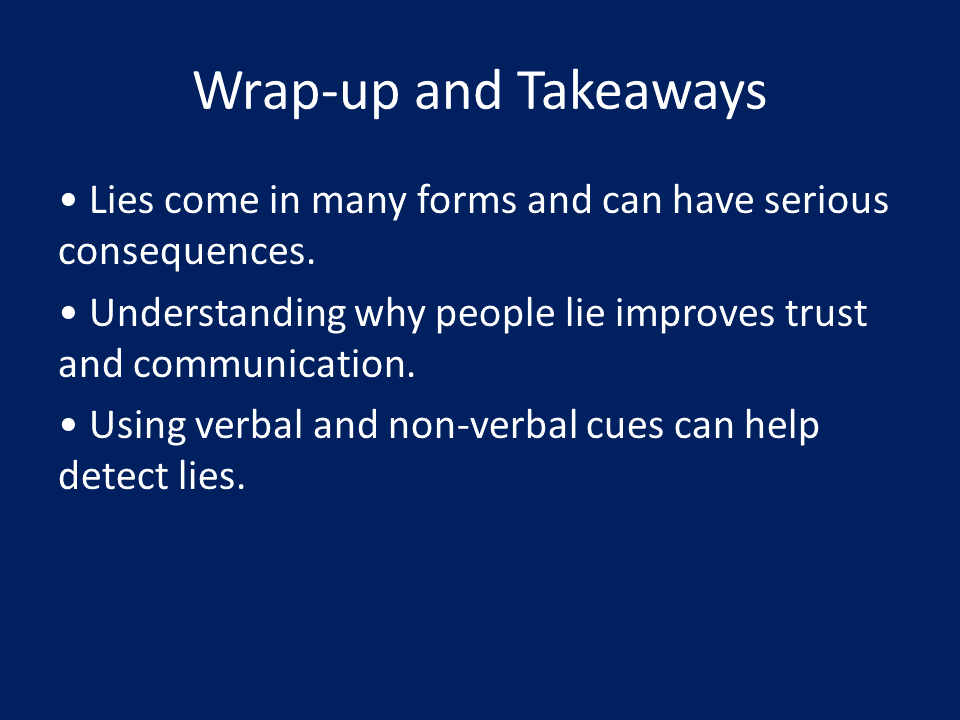 Wrap-up and Takeaways
• Lies come in many forms and can have serious
consequences.
• Understanding why people lie improves trust
and communication.
• Using verbal and non-verbal cues can help
detect lies.